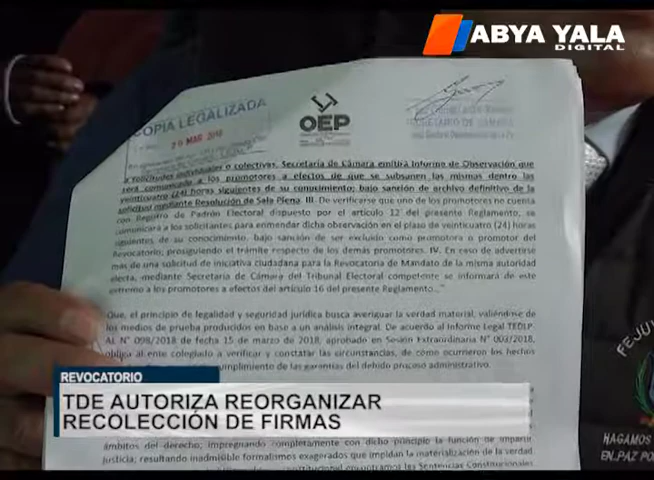 ABYA YALA
DIGITAL
COPIA LEGALIZADA
OEP
a solicitudes individuales o colectivas, Secretaría de Cámara emitirá Informe de Observación que
será comunicado a los promotores a efectos de que se subsanen las mismas dentro las
veinticuatro (24) horas siguientes de su conocimiento; bajo sanción de archivo definitivo de la
solicitud mediante Resolución de Sala Plena. III. De verificarse que uno de los promotores no cuenta
con Registro de Padrón Electoral dispuesto por el artículo 12 del presente Reglamento, se
comunicará a los solicitantes para enmendar dicha observación en el plazo de veinticuatro (24) horas
siguientes de su conocimiento, bajo sanción de ser excluido como promotora o promotor del
Revocatorio, prosiguiendo el trámite respecto de los demás promotores. IV. En caso de advertirse
más de una solicitud de iniciativa ciudadana para la Revocatoria de Mandato de la misma autoridad
electa, mediante Secretaría de Cámara del Tribunal Electoral competente se informará de este
extremo a los promotores a efectos del artículo 16 del presente Reglamento..."
Que, el principio de legalidad y seguridad jurídica busca averiguar la verdad material, valiéndose de
los medios de prueba producidos en base a un análisis integral. De acuerdo al Informe Legal TEDLP
AL N° 098/2018 de fecha 15 de marzo de 2018, aprobado en Sesión Extraordinaria N° 003/2018,
obliga al ente colegiado a verificar y constatar las circunstancias, de cómo ocurrieron los hechos
cumplimiento de las garantías del debido proceso administrativo.
REVOCATORIO
TDE AUTORIZA REORGANIZAR
RECOLECCIÓN DE FIRMAS
ámbitos del derecho; impregnando completamente con dicho principio la función de impartir
justicia; resultando inadmisible formalismos exagerados que impidan la materialización de la verdad
encontramos las Sentencias Constitucionales
FEJUV
HAGAMOS
EN PAZ PO